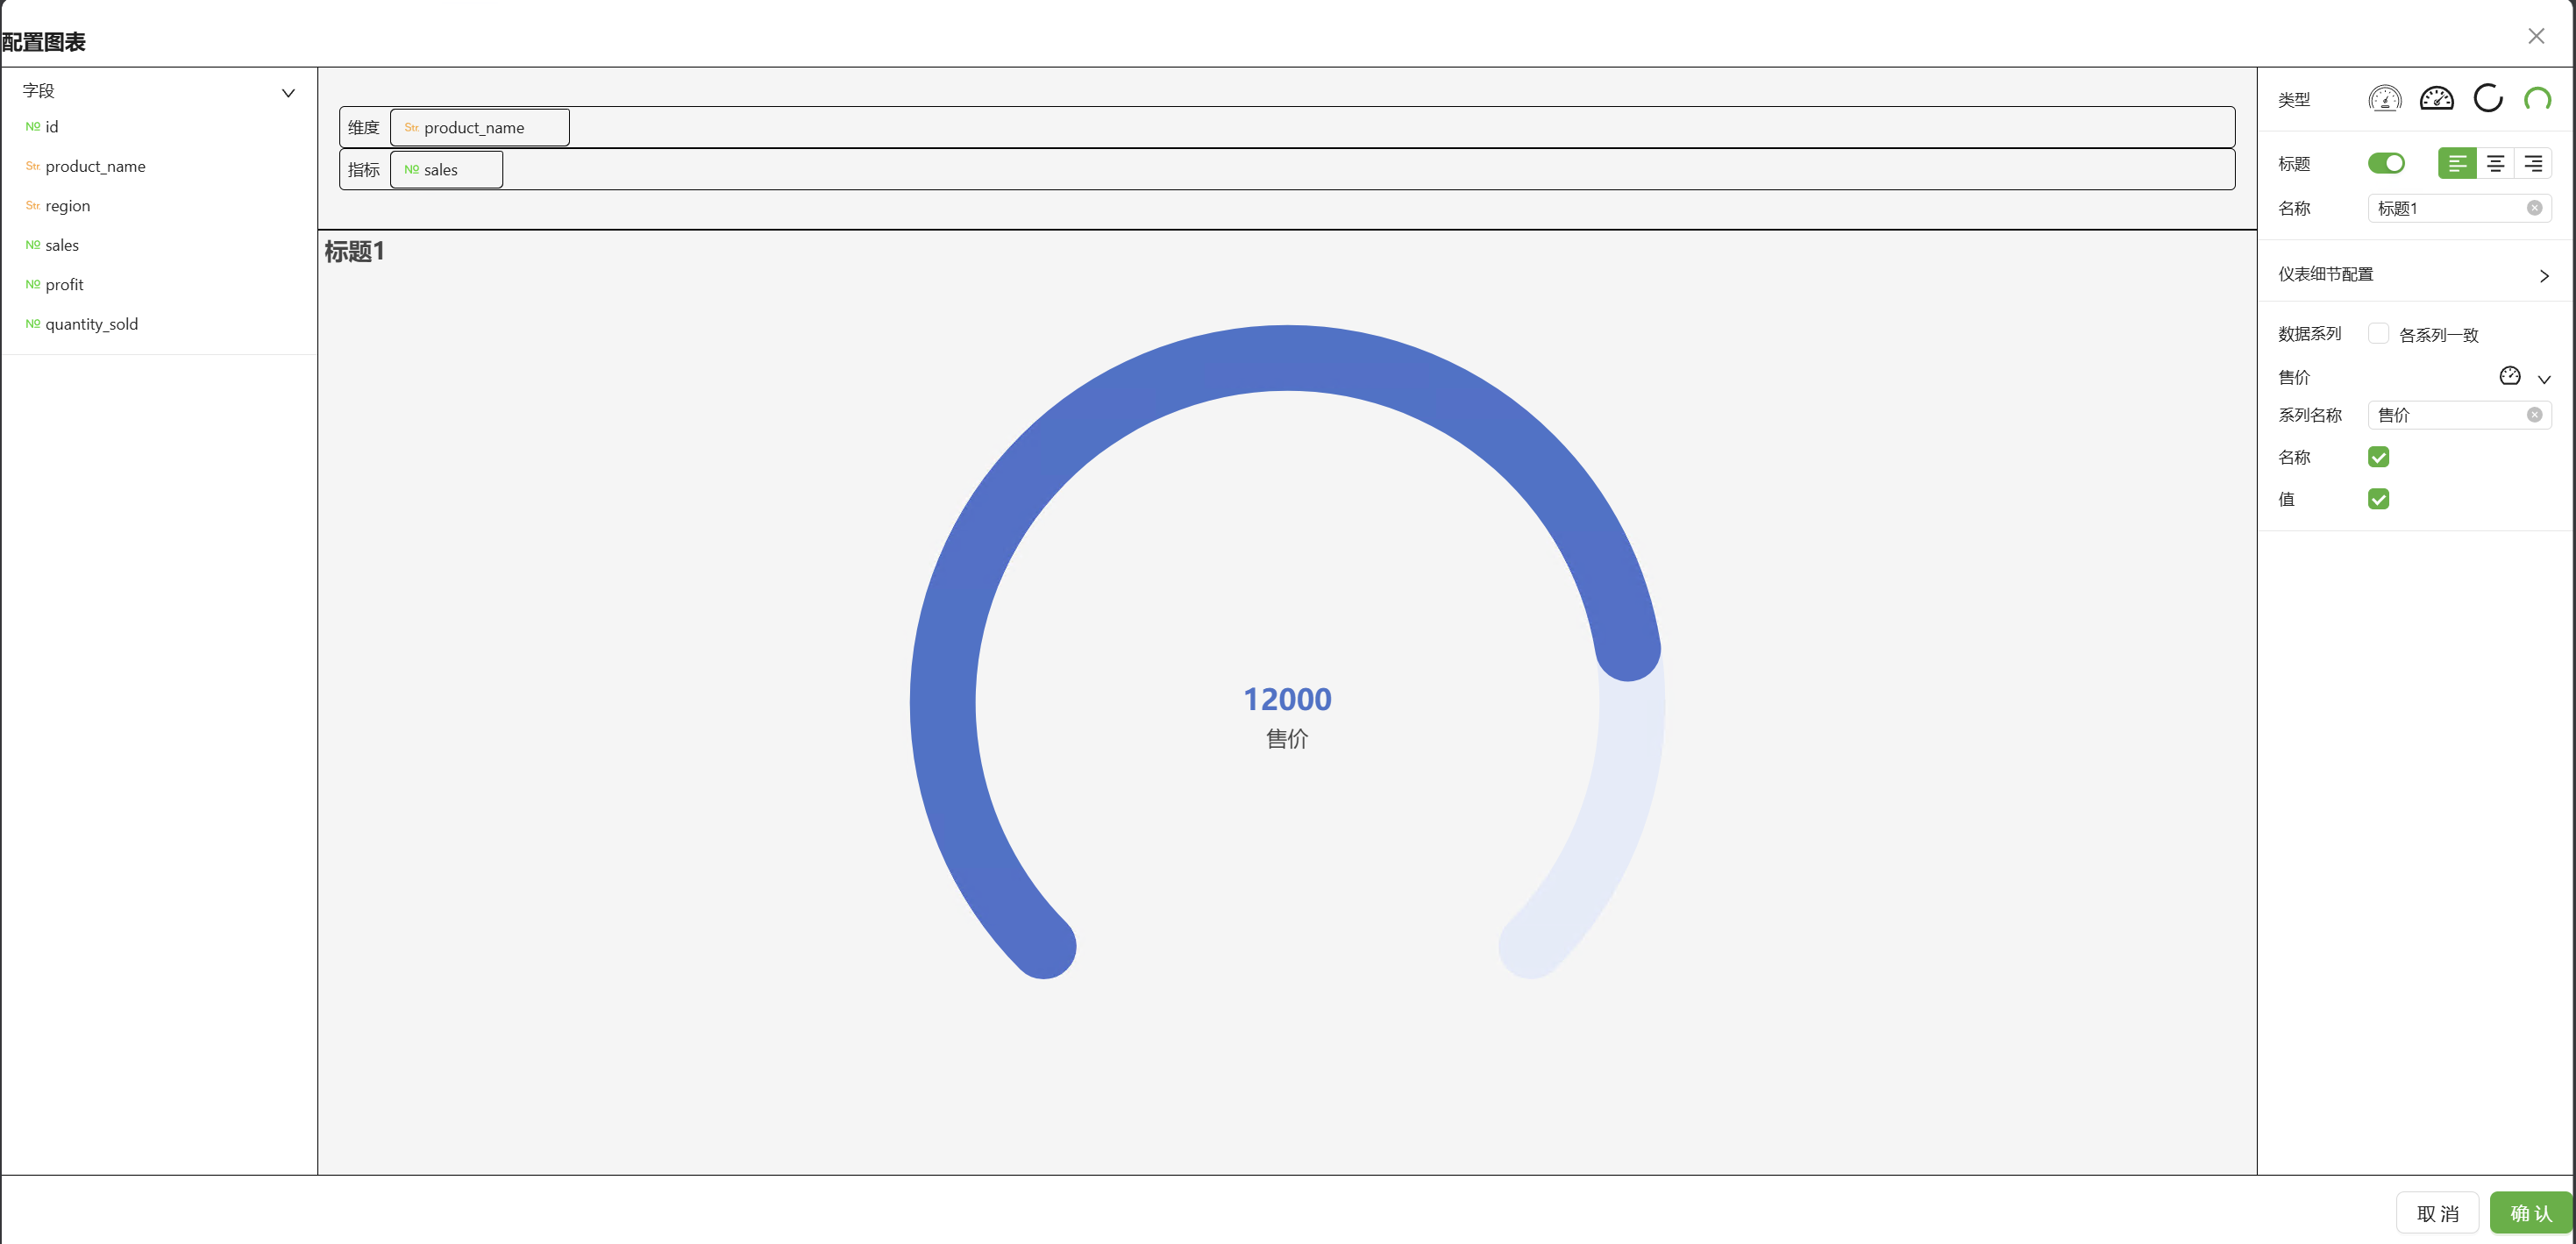 配置图表
字段
№ id
Str. product_name
Str. region
№ sales
№ profit
№ quantity_sold
维度 Str. product_name
指标 № sales
标题1
12000
售价
类型
标题
名称 标题1
仪表细节配置
数据系列 各系列一致
售价
系列名称 售价
名称
值
取 消 确 认